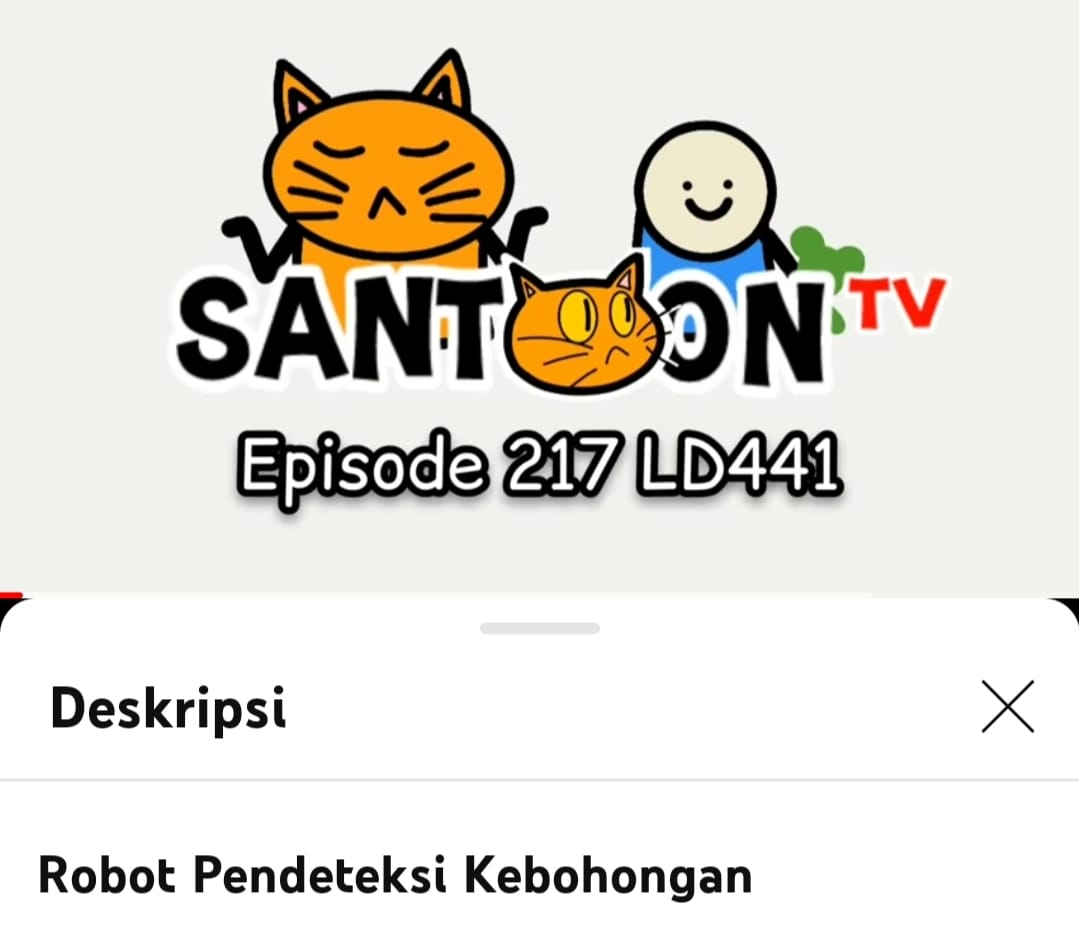 SANTOON TV
Episode 217 LD441
Deskripsi
Robot Pendeteksi Kebohongan